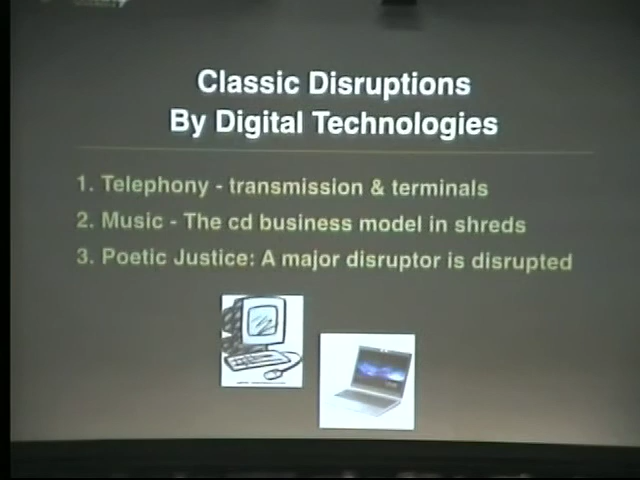 Classic Disruptions
By Digital Technologies
1. Telephony - transmission & terminals
2. Music - The cd business model in shreds
3. Poetic Justice: A major disruptor is disrupted